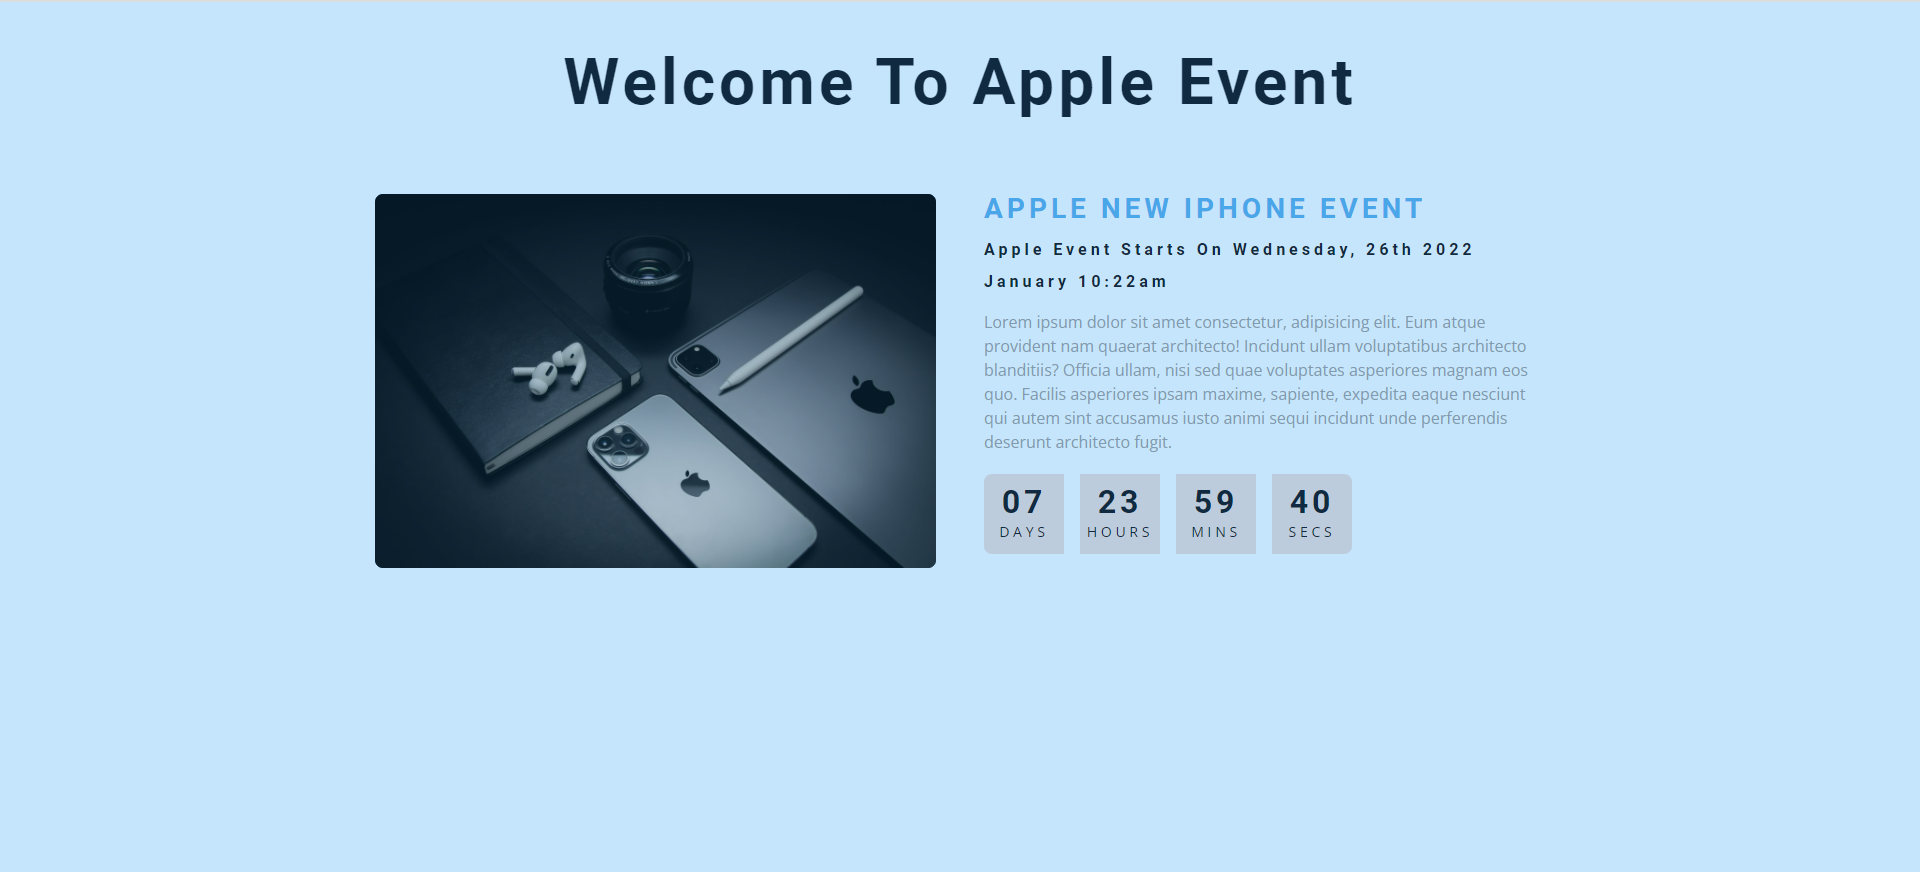 Welcome To Apple Event
APPLE NEW IPHONE EVENT
Apple Event Starts On Wednesday, 26th 2022
January 10:22am
Lorem ipsum dolor sit amet consectetur, adipisicing elit. Eum atque
provident nam quaerat architecto! Incidunt ullam voluptatibus architecto
blanditiis? Officia ullam, nisi sed quae voluptates asperiores magnam eos
quo. Facilis asperiores ipsam maxime, sapiente, expedita eaque nesciunt
qui autem sint accusamus iusto animi sequi incidunt unde perferendis
deserunt architecto fugit.
07 23 59 40
DAYS HOURS MINS SECS